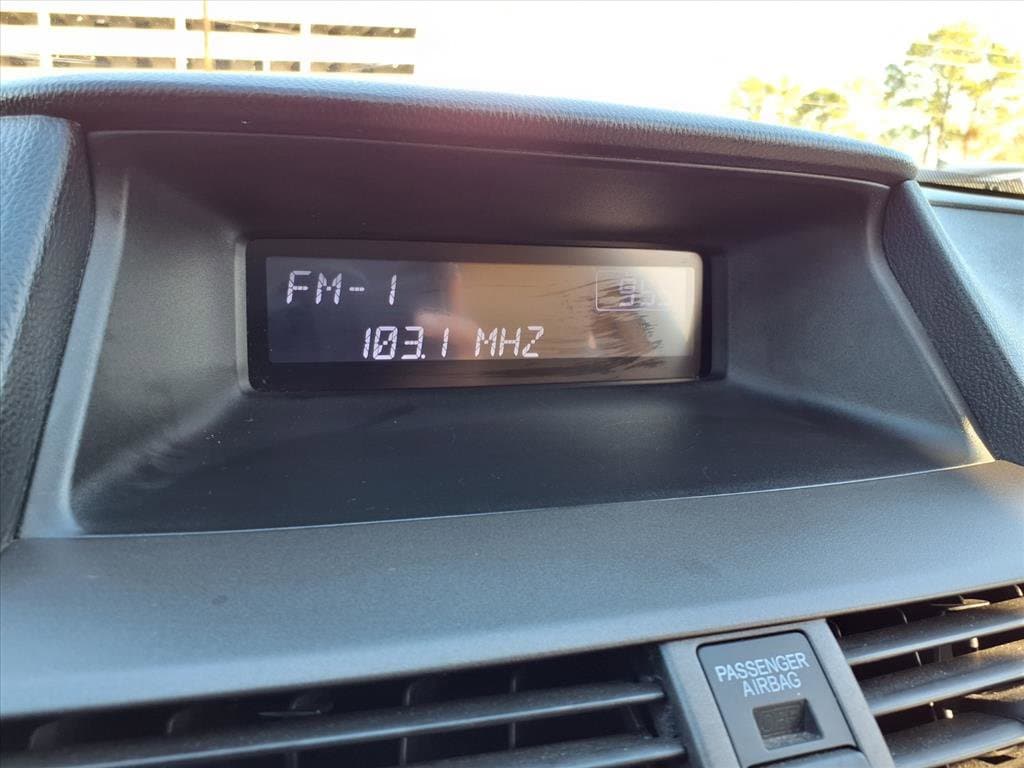 FM-1
103.1 MHZ
PASSENGER
AIRBAG